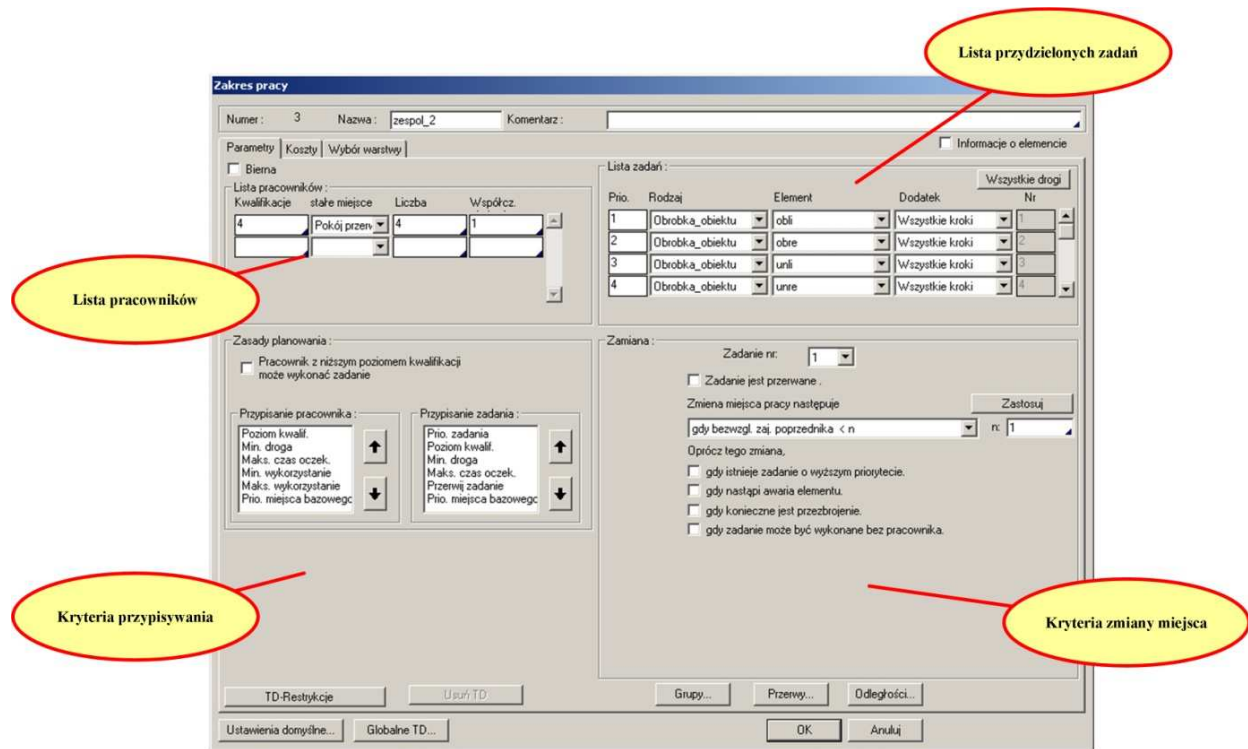 Lista przydzielonych zadań
Zakres pracy
Numer : 3 Nazwa : zespol_2 Komentarz :
Parametry Koszty Wybór warstwy
Informacje o elemencie
Bierna
Lista pracowników :
Kwalifikacje stałe miejsce Liczba Współcz.
4 Pokój przerw 4 1
Lista pracowników
Lista zadań :
Wszystkie drogi
Prio. Rodzaj Element Dodatek Nr
1 Obrobka_obiektu obli Wszystkie kroki 1
2 Obrobka_obiektu obre Wszystkie kroki 2
3 Obrobka_obiektu unli Wszystkie kroki 3
4 Obrobka_obiektu unre Wszystkie kroki 4
Zasady planowania :
Pracownik z niższym poziomem kwalifikacji
może wykonać zadanie
Przypisanie pracownika :
Poziom kwalif.
Min. droga
Maks. czas oczek.
Min. wykorzystanie
Maks. wykorzystanie
Prio. miejsca bazowego
Przypisanie zadania :
Prio. zadania
Poziom kwalif.
Min. droga
Maks. czas oczek.
Przerwij zadanie
Prio. miejsca bazowego
Zamiana :
Zadanie nr: 1
Zadanie jest przerwane .
Zmiena miejsca pracy następuje
Zastosuj
gdy bezwzgl. zaj. poprzednika < n n: 1
Oprócz tego zmiana,
gdy istnieje zadanie o wyższym priorytecie.
gdy nastąpi awaria elementu.
gdy konieczne jest przezbrojenie.
gdy zadanie może być wykonane bez pracownika.
Kryteria przypisywania
Kryteria zmiany miejsca
TD-Restrykcje Usuń TD
Grupy... Przerwy... Odległości...
Ustawienia domyślne... Globalne TD...
OK Anuluj